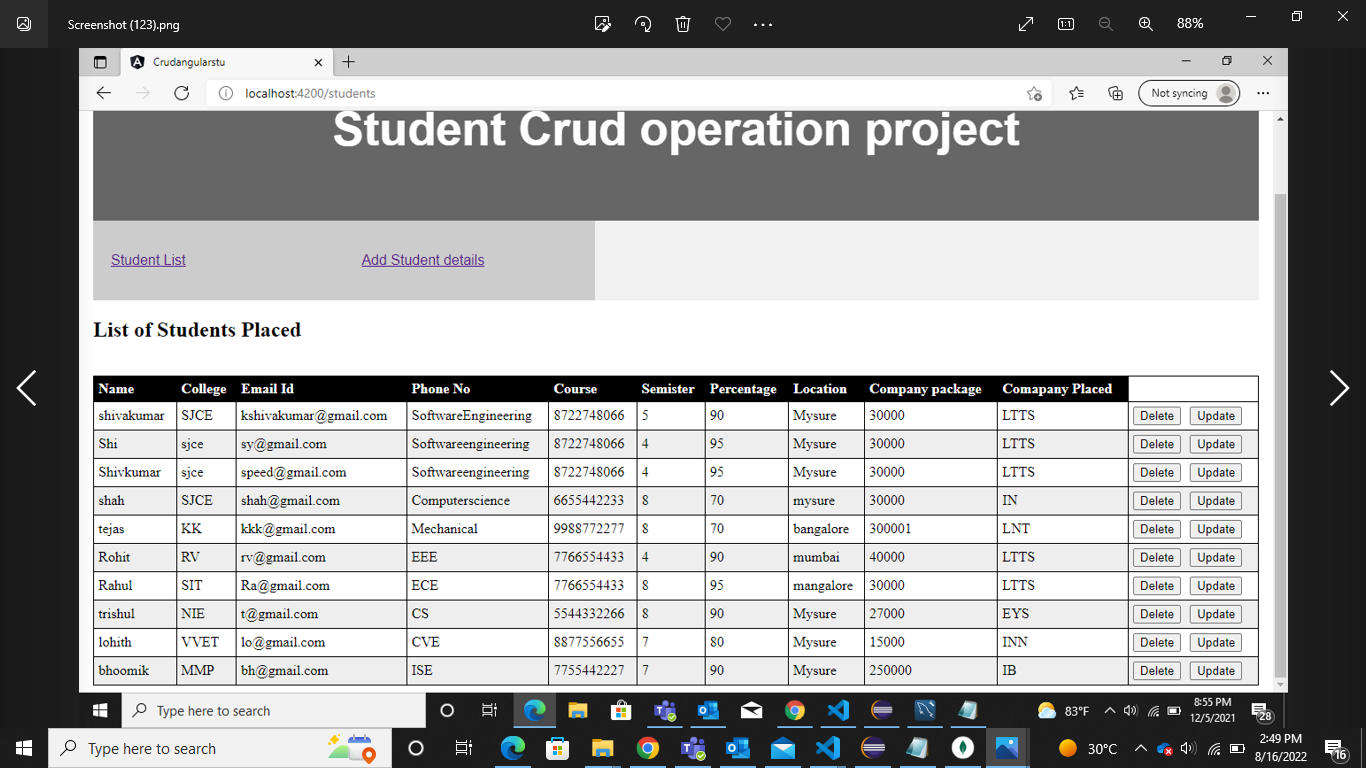 Screenshot (123).png
88%
Crudangularstu
localhost:4200/students
Not syncing
Student Crud operation project
Student List Add Student details
List of Students Placed
Name College Email Id Phone No Course Semister Percentage Location Company package Comapany Placed
shivakumar SJCE kshivakumar@gmail.com SoftwareEngineering 8722748066 5 90 Mysure 30000 LTTS Delete Update
Shi sjce sy@gmail.com Softwareengineering 8722748066 4 95 Mysure 30000 LTTS Delete Update
Shivkumar sjce speed@gmail.com Softwareengineering 8722748066 4 95 Mysure 30000 LTTS Delete Update
shah SJCE shah@gmail.com Computerscience 6655442233 8 70 mysure 30000 IN Delete Update
tejas KK kkk@gmail.com Mechanical 9988772277 8 70 bangalore 300001 LNT Delete Update
Rohit RV rv@gmail.com EEE 7766554433 4 90 mumbai 40000 LTTS Delete Update
Rahul SIT Ra@gmail.com ECE 7766554433 8 95 mangalore 30000 LTTS Delete Update
trishul NIE t@gmail.com CS 5544332266 8 90 Mysure 27000 EYS Delete Update
lohith VVET lo@gmail.com CVE 8877556655 7 80 Mysure 15000 INN Delete Update
bhoomik MMP bh@gmail.com ISE 7755442227 7 90 Mysure 250000 IB Delete Update
Type here to search 83°F 8:55 PM
12/5/2021 28
Type here to search 30°C 2:49 PM
8/16/2022 16